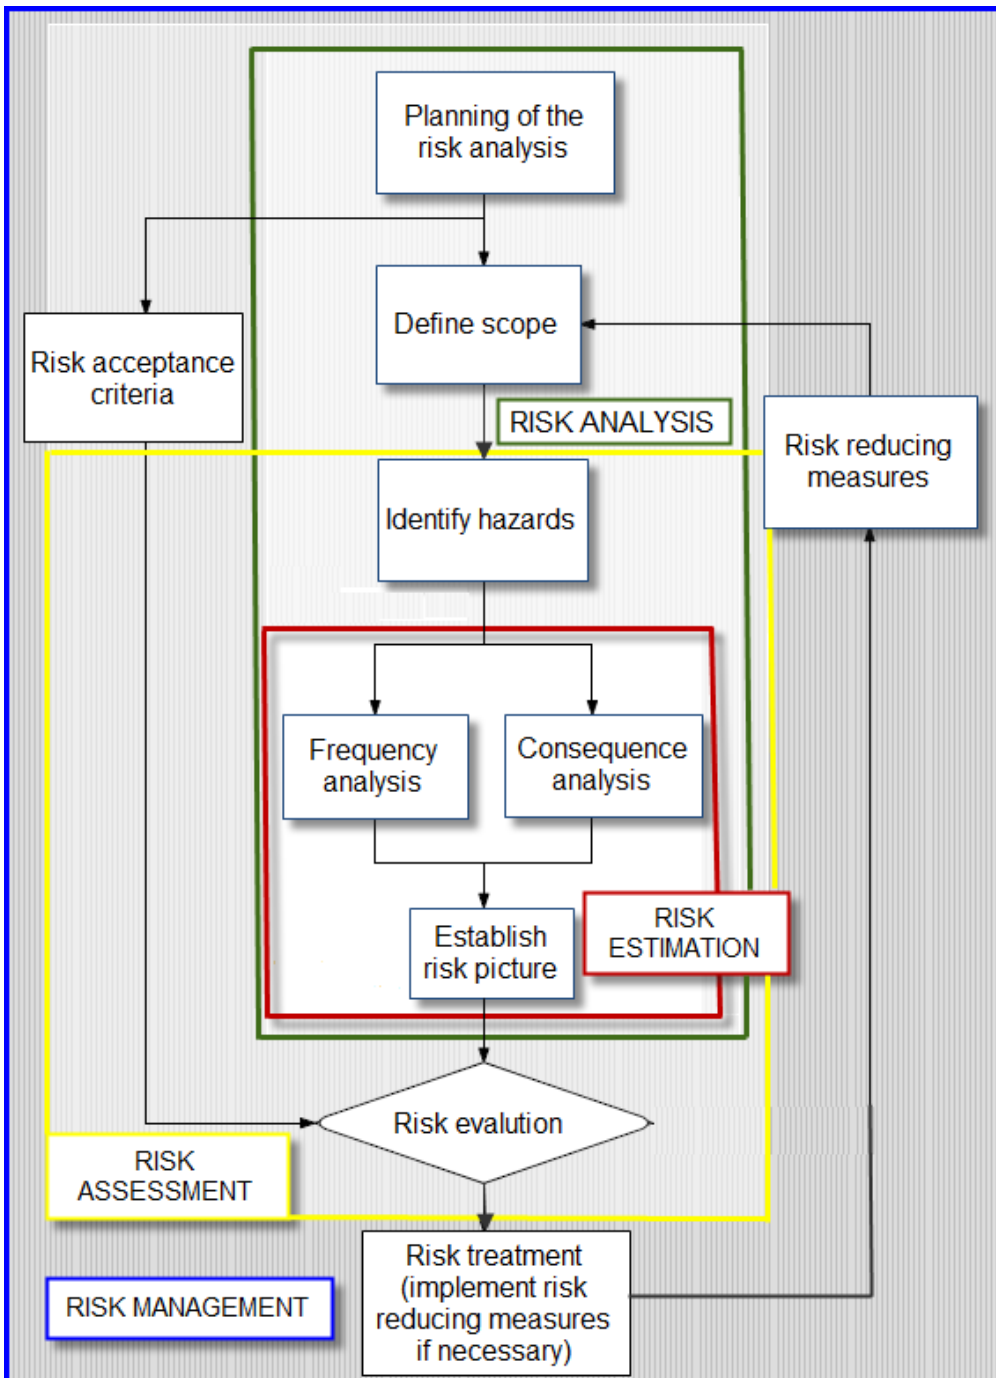 Planning of the
risk analysis
Define scope
Risk acceptance
criteria
RISK ANALYSIS
Risk reducing
measures
Identify hazards
Frequency
analysis
Consequence
analysis
RISK
ESTIMATION
Establish
risk picture
Risk evalution
RISK
ASSESSMENT
Risk treatment
(implement risk
reducing measures
if necessary)
RISK MANAGEMENT